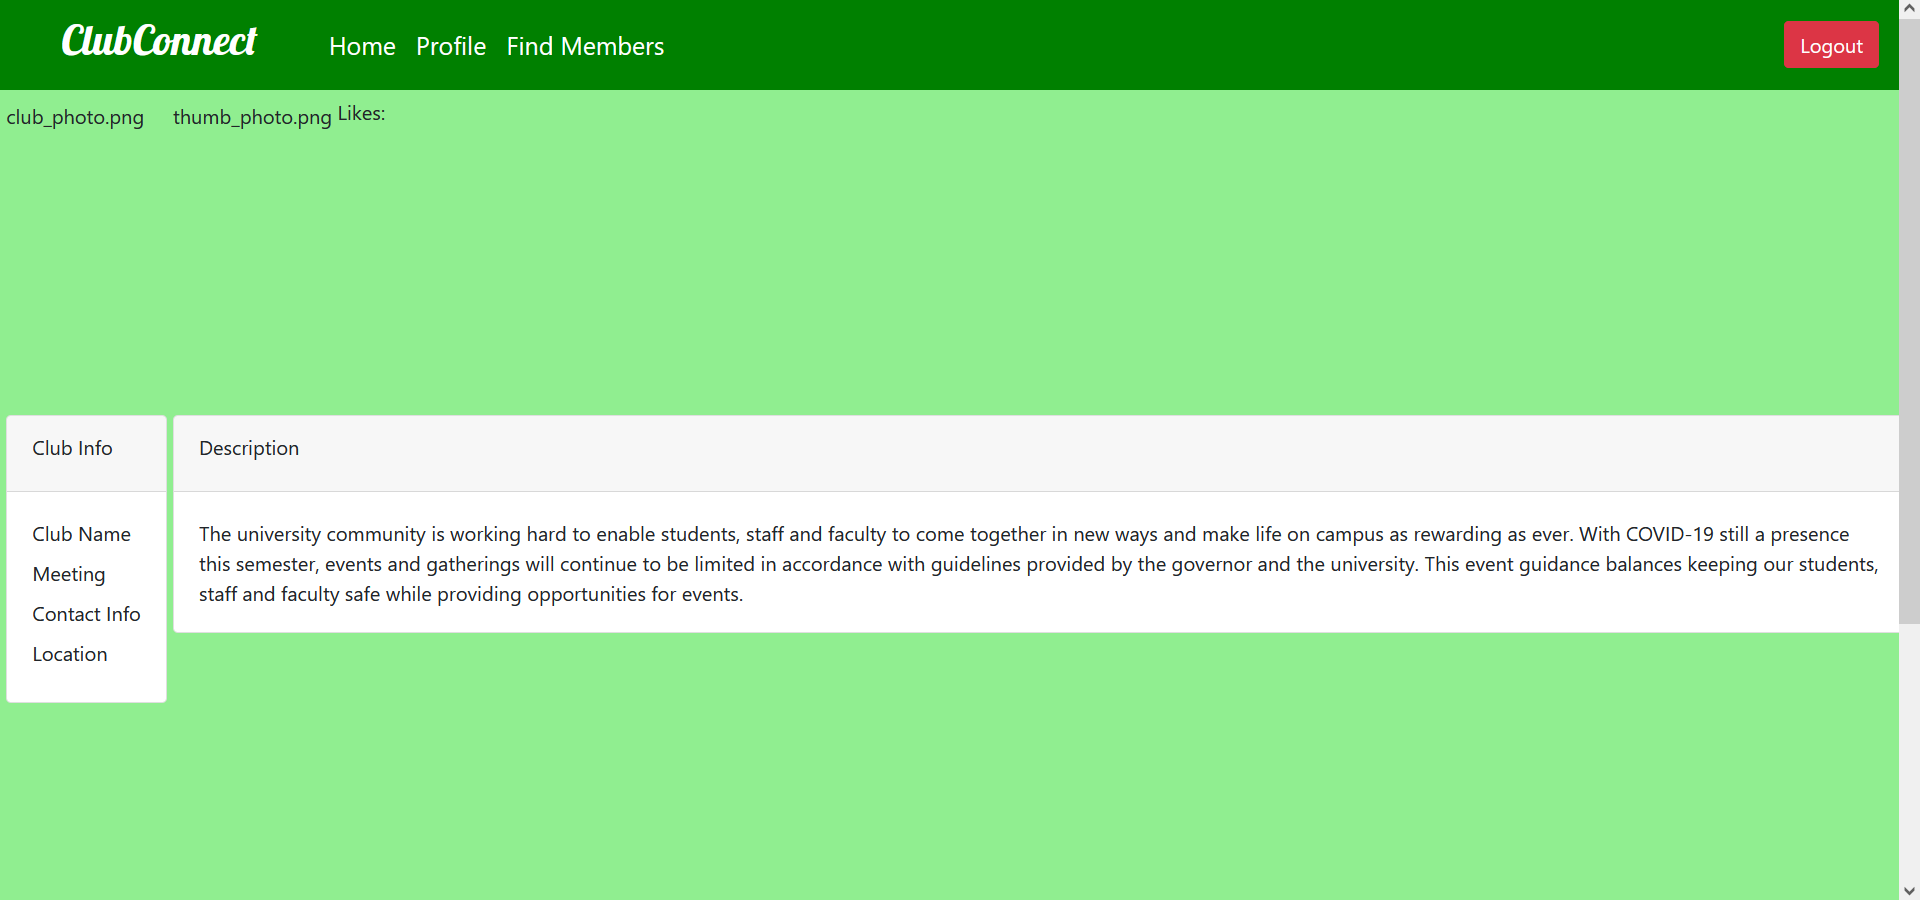 ClubConnect Home Profile Find Members Logout
club_photo.png thumb_photo.png Likes:
Club Info
Club Name
Meeting
Contact Info
Location
Description
The university community is working hard to enable students, staff and faculty to come together in new ways and make life on campus as rewarding as ever. With COVID-19 still a presence
this semester, events and gatherings will continue to be limited in accordance with guidelines provided by the governor and the university. This event guidance balances keeping our students,
staff and faculty safe while providing opportunities for events.